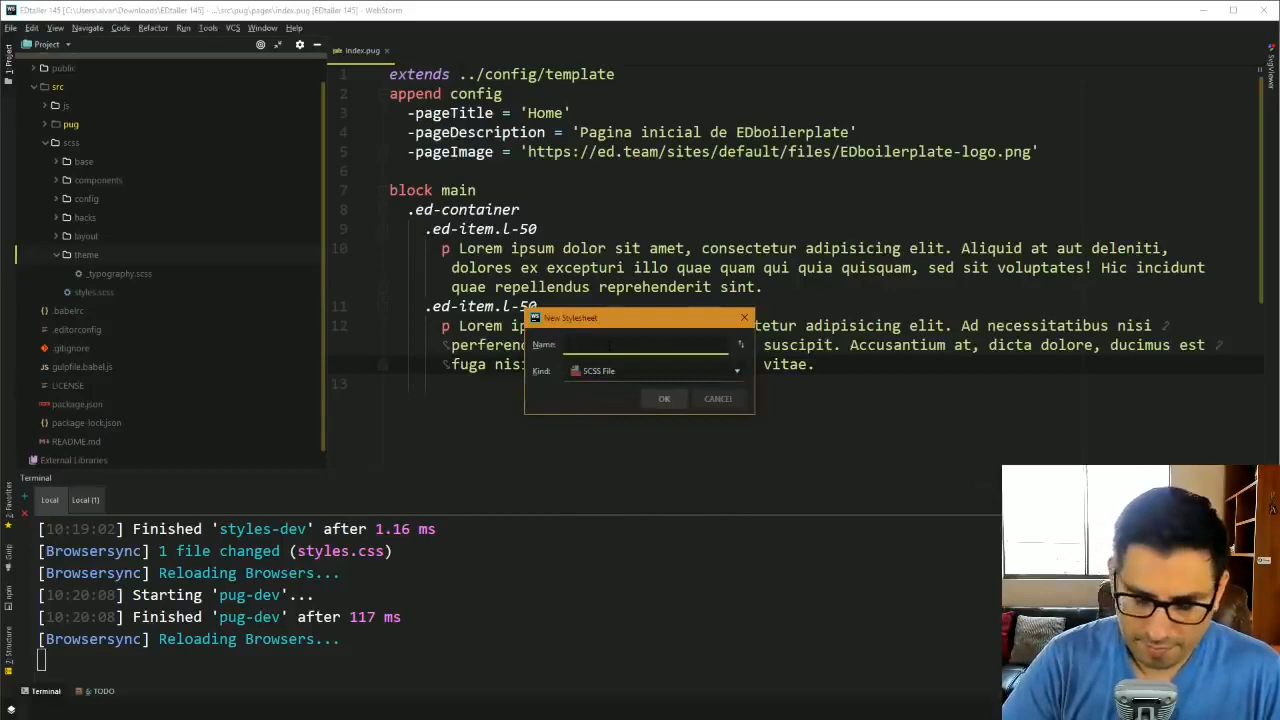 EDtaller 145 [C:\Users\alvar\Downloads\EDtaller 145] - ...\src\pug\pages\index.pug [EDtaller 145] - WebStorm
File Edit View Navigate Code Refactor Run Tools VCS Window Help
Project
index.pug
1: Project
public
src
js
pug
scss
base
components
config
hacks
layout
theme
_typography.scss
styles.scss
.babelrc
.editorconfig
.gitignore
gulpfile.babel.js
LICENSE
package.json
package-lock.json
README.md
External Libraries
1 extends ../config/template
2 append config
3 -pageTitle = 'Home'
4 -pageDescription = 'Pagina inicial de EDboilerplate'
5 -pageImage = 'https://ed.team/sites/default/files/EDboilerplate-logo.png'
6
7 block main
8 .ed-container
9 .ed-item.l-50
10 p Lorem ipsum dolor sit amet, consectetur adipisicing elit. Aliquid at aut deleniti,
dolores ex excepturi illo quae quam qui quia quisquam, sed sit voluptates! Hic incidunt
quae repellendus reprehenderit sint.
11 .ed-item.l-50
12 p Lorem ip tetur adipisicing elit. Ad necessitatibus nisi
perferen suscipit. Accusantium at, dicta dolore, ducimus est
fuga nis vitae.
13
New Stylesheet
Name:
Kind: SCSS File
OK CANCEL
SvgViewer
Terminal
Local Local (1)
[10:19:02] Finished 'styles-dev' after 1.16 ms
[Browsersync] 1 file changed (styles.css)
[Browsersync] Reloading Browsers...
[10:20:08] Starting 'pug-dev'...
[10:20:08] Finished 'pug-dev' after 117 ms
[Browsersync] Reloading Browsers...
2: Favorites
Gulp
npm
7: Structure
Terminal 6: TODO